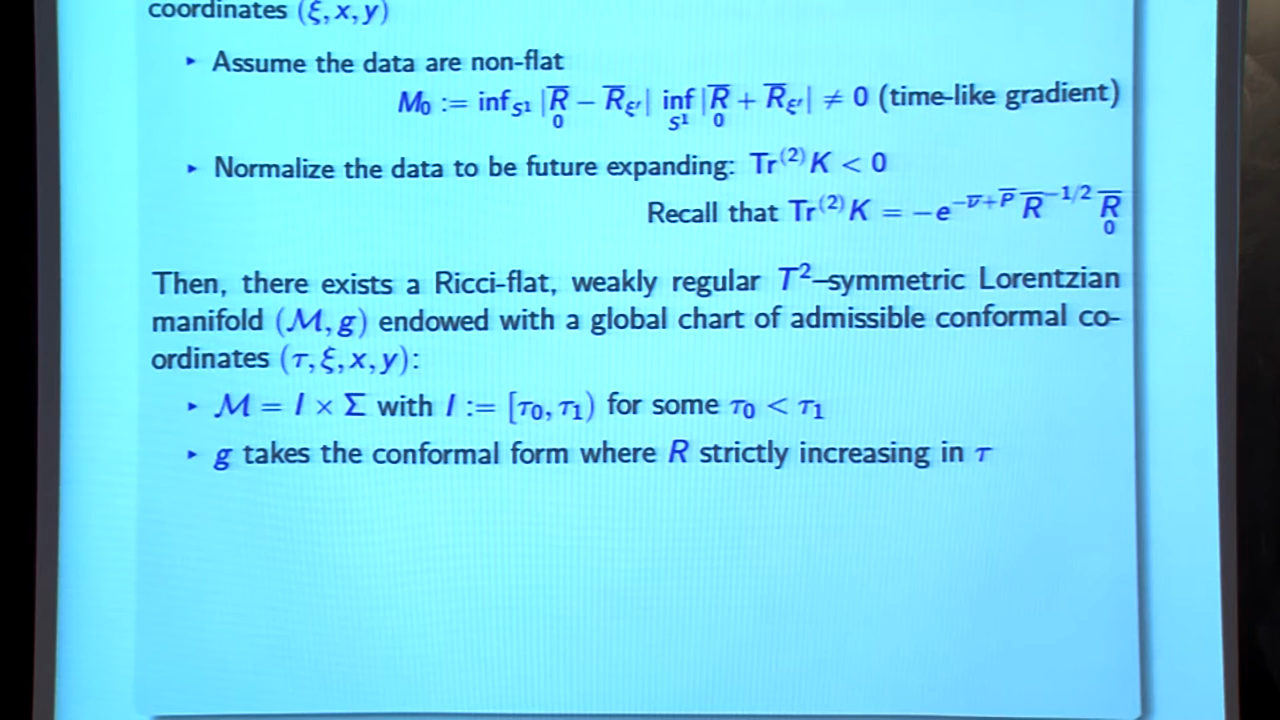 coordinates (ξ, x, y)
‣ Assume the data are non-flat
M₀ := inf_{S¹} |R̅₀ − R̅_{ξ′}| inf_{S¹} |R̅₀ + R̅_{ξ′}| ≠ 0 (time-like gradient)
‣ Normalize the data to be future expanding: Tr⁽²⁾K < 0
Recall that Tr⁽²⁾K = −e^{−ν̅+P̅} R̅^{−1/2} R̅₀
Then, there exists a Ricci-flat, weakly regular T²–symmetric Lorentzian
manifold (M, g) endowed with a global chart of admissible conformal co-
ordinates (τ, ξ, x, y):
‣ M = I × Σ with I := [τ₀, τ₁) for some τ₀ < τ₁
‣ g takes the conformal form where R strictly increasing in τ